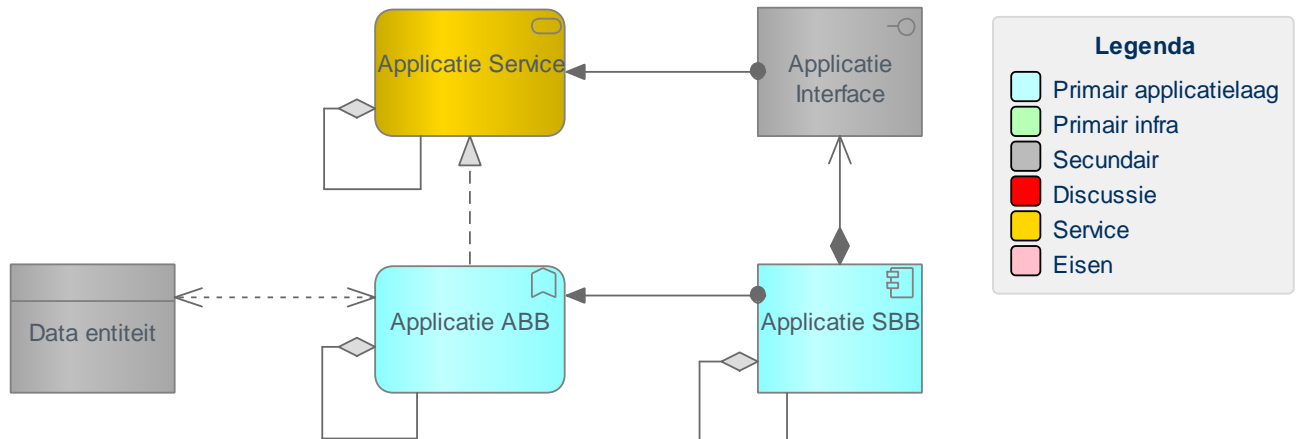 Applicatie Service
Applicatie
Interface
Data entiteit
Applicatie ABB
Applicatie SBB
Legenda
Primair applicatielaag
Primair infra
Secundair
Discussie
Service
Eisen